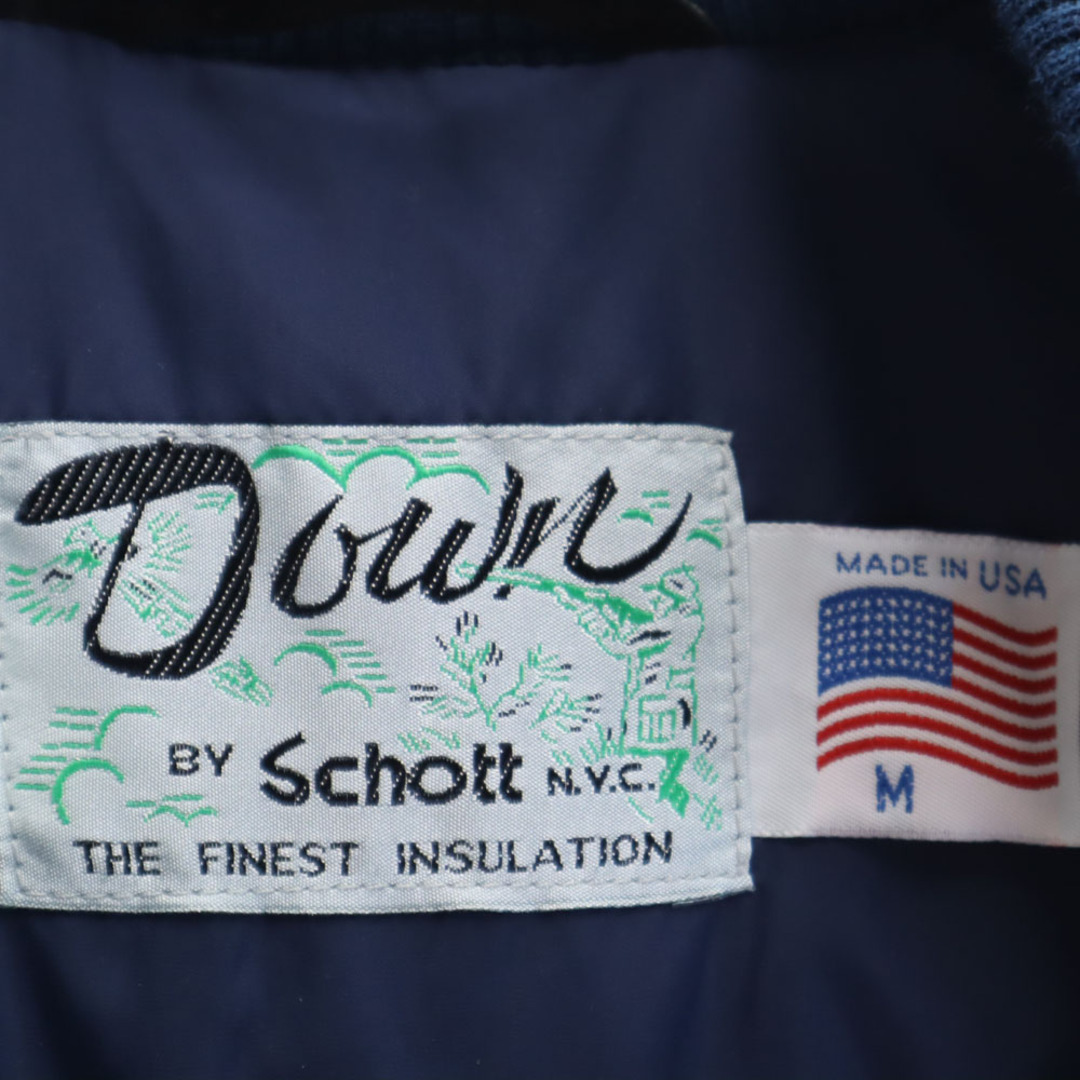 Down
BY Schott N.Y.C.
THE FINEST INSULATION
MADE IN USA
M